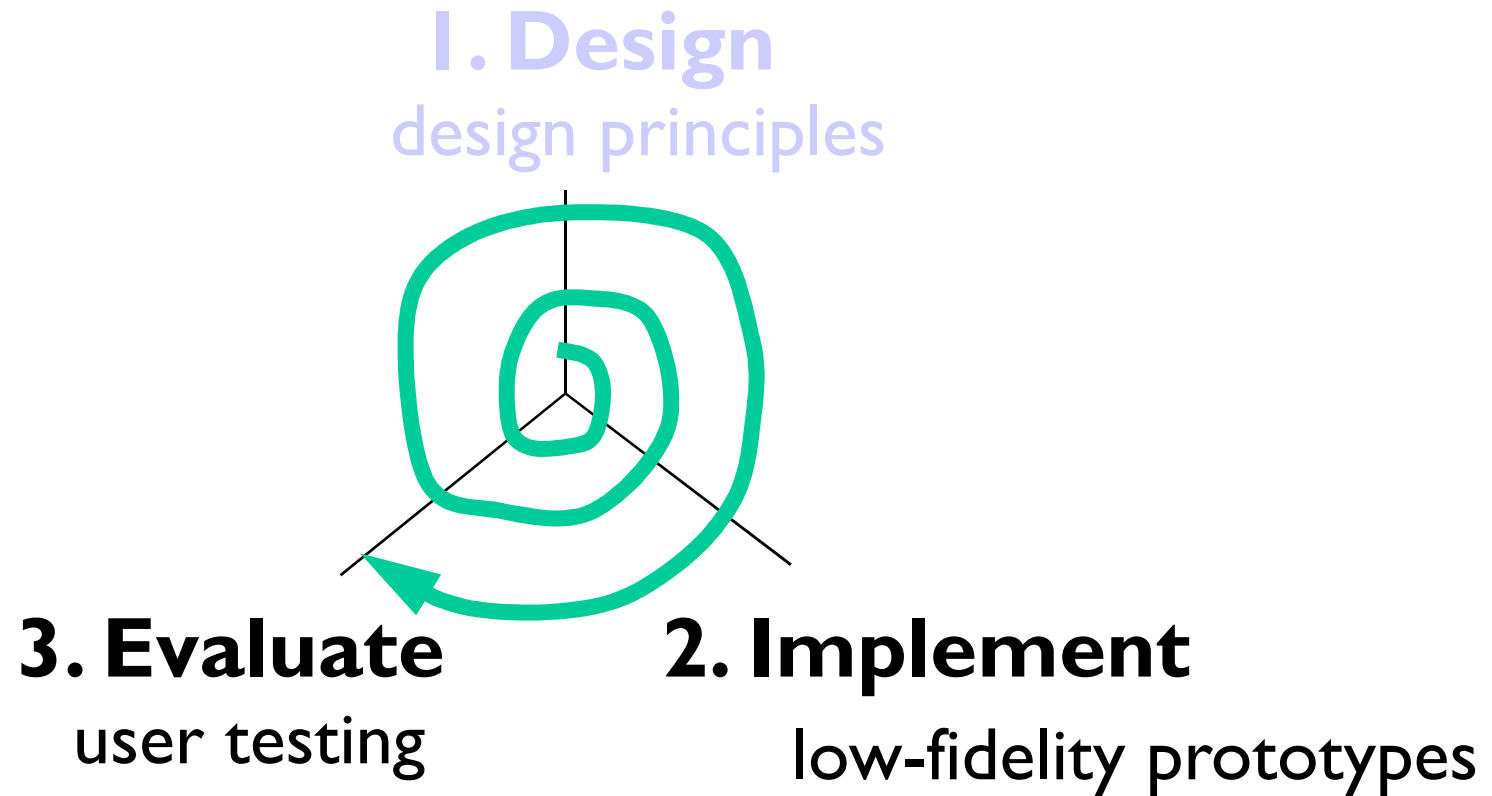 1. Design
design principles
3. Evaluate
user testing
2. Implement
low-fidelity prototypes